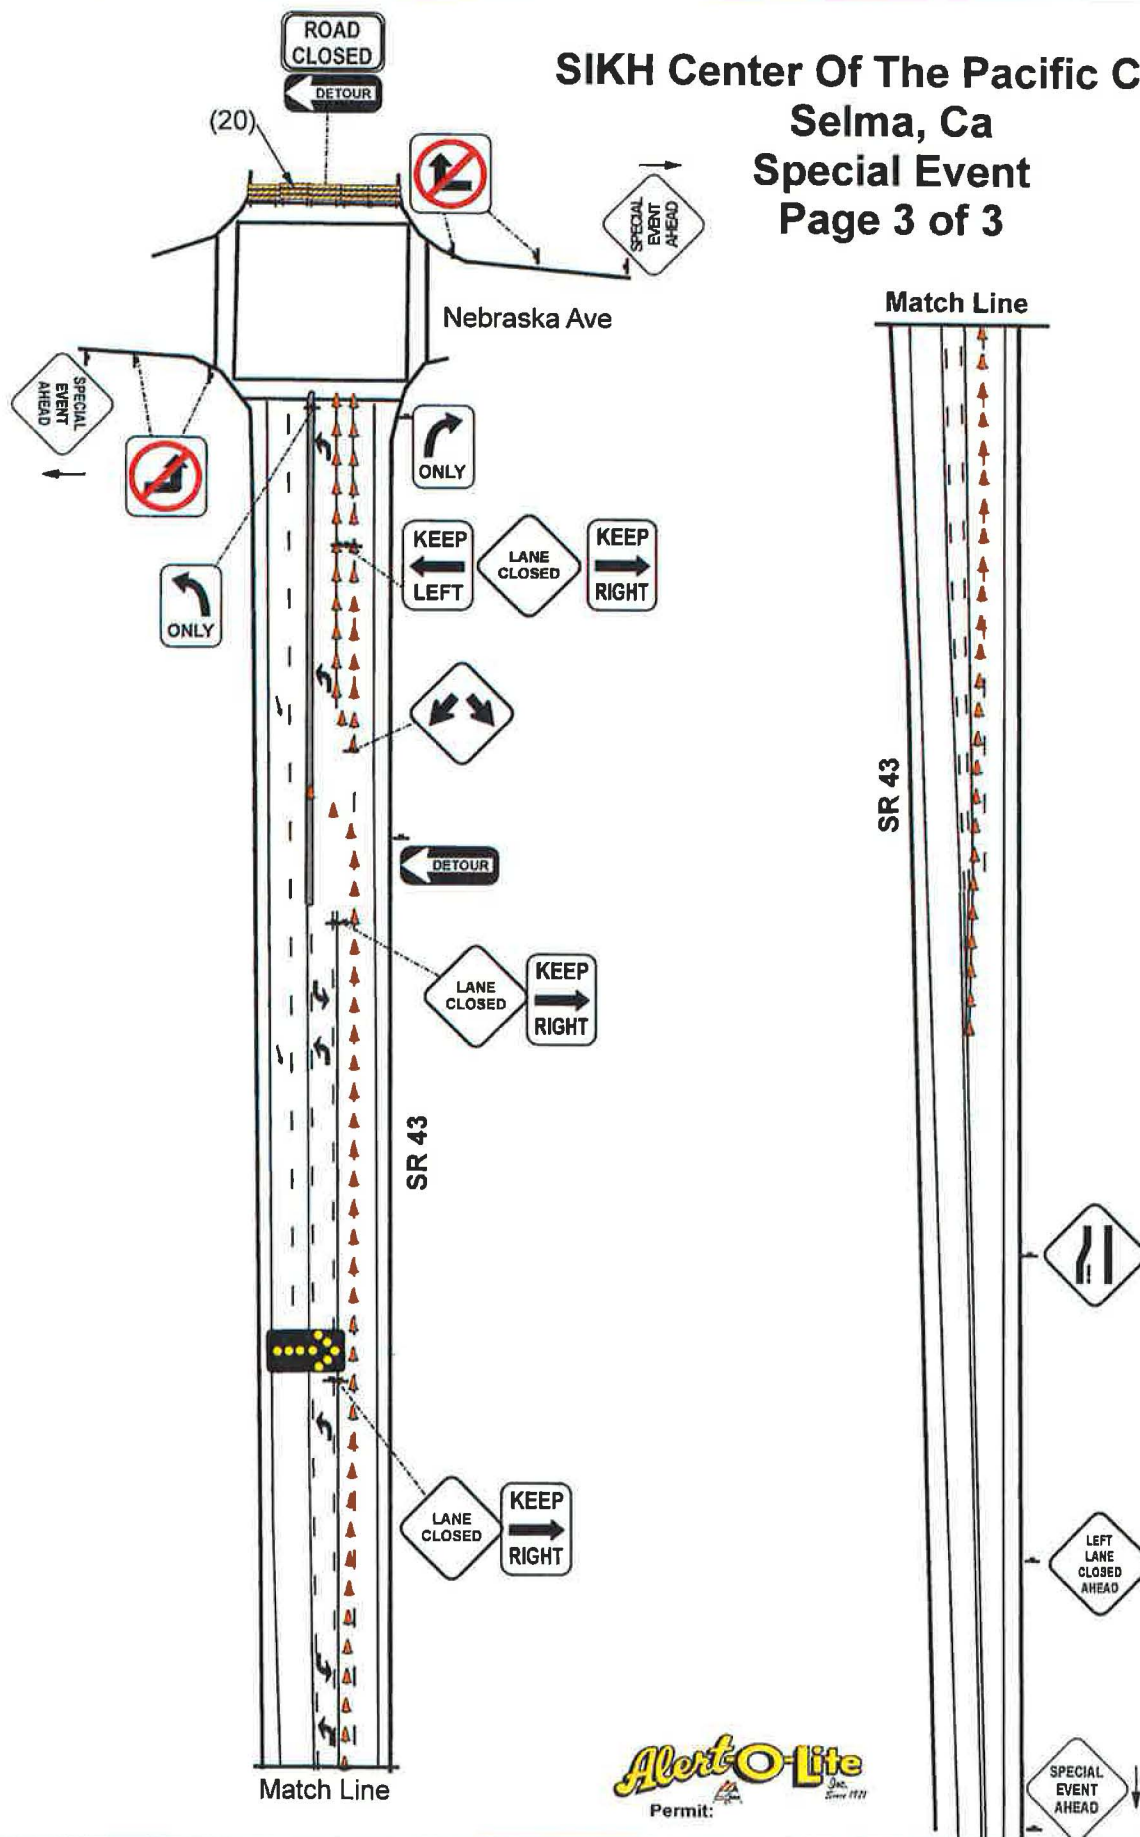 ROAD
CLOSED
DETOUR
(20)
SIKH Center Of The Pacific C
Selma, Ca
Special Event
Page 3 of 3
SPECIAL
EVENT
AHEAD
Nebraska Ave
Match Line
SPECIAL
EVENT
AHEAD
ONLY
ONLY
KEEP
LEFT
LANE
CLOSED
KEEP
RIGHT
DETOUR
SR 43
LANE
CLOSED
KEEP
RIGHT
SR 43
LANE
CLOSED
KEEP
RIGHT
LEFT
LANE
CLOSED
AHEAD
Match Line
Alert-O-Lite
Inc.
Since 1971
Permit:
SPECIAL
EVENT
AHEAD